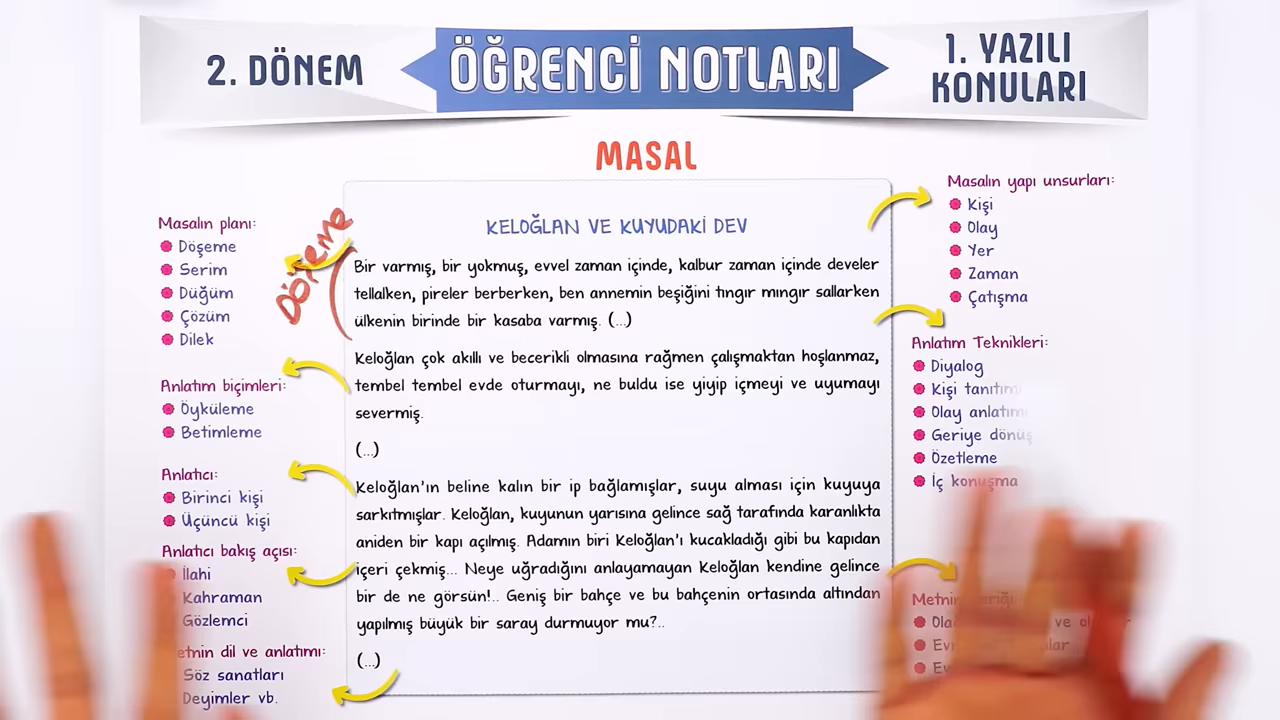 2. DÖNEM
ÖĞRENCİ NOTLARI
1. YAZILI
KONULARI
MASAL
Masalın planı:
Döşeme
Serim
Düğüm
Çözüm
Dilek
Anlatım biçimleri:
Öyküleme
Betimleme
Anlatıcı:
Birinci kişi
Üçüncü kişi
Anlatıcı bakış açısı:
İlahi
Kahraman
Gözlemci
dil ve anlatımı:
Söz sanatları
Deyimler vb.
Döşeme
KELOĞLAN VE KUYUDAKİ DEV
Bir varmış, bir yokmuş, evvel zaman içinde, kalbur zaman içinde develer
tellalken, pireler berberken, ben annemin beşiğini tıngır mıngır sallarken
ülkenin birinde bir kasaba varmış. (...)
Keloğlan çok akıllı ve becerikli olmasına rağmen çalışmaktan hoşlanmaz,
tembel tembel evde oturmayı, ne buldu ise yiyip içmeyi ve uyumayı
severmiş.
(...)
Keloğlan'ın beline kalın bir ip bağlamışlar, suyu alması için kuyuya
sarkıtmışlar. Keloğlan, kuyunun yarısına gelince sağ tarafında karanlıkta
aniden bir kapı açılmış. Adamın biri Keloğlan'ı kucakladığı gibi bu kapıdan
içeri çekmiş... Neye uğradığını anlayamayan Keloğlan kendine gelince
bir de ne görsün!.. Geniş bir bahçe ve bu bahçenin ortasında altından
yapılmış büyük bir saray durmuyor mu?..
(...)
Masalın yapı unsurları:
Kişi
Olay
Yer
Zaman
Çatışma
Anlatım Teknikleri:
Diyalog
Kişi
Olay
Geriye
Özetleme
İç konuşma